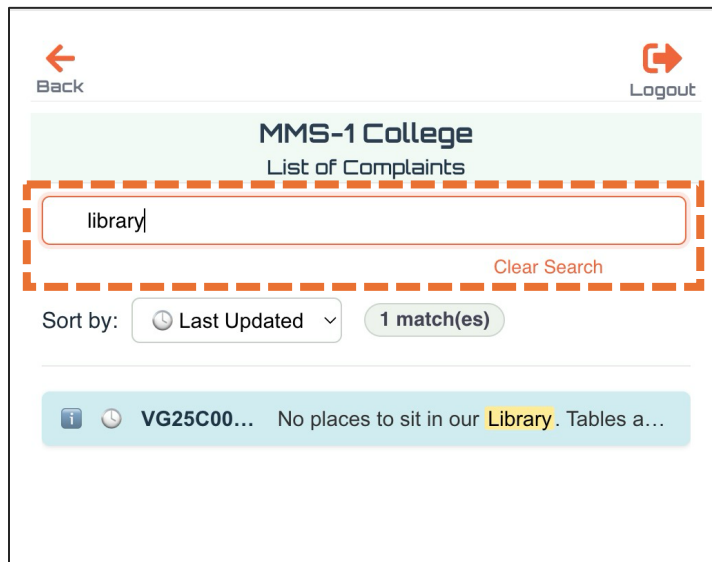 Back
Logout
MMS-1 College
List of Complaints
library
Clear Search
Sort by: Last Updated 1 match(es)
VG25C00... No places to sit in our Library. Tables a...